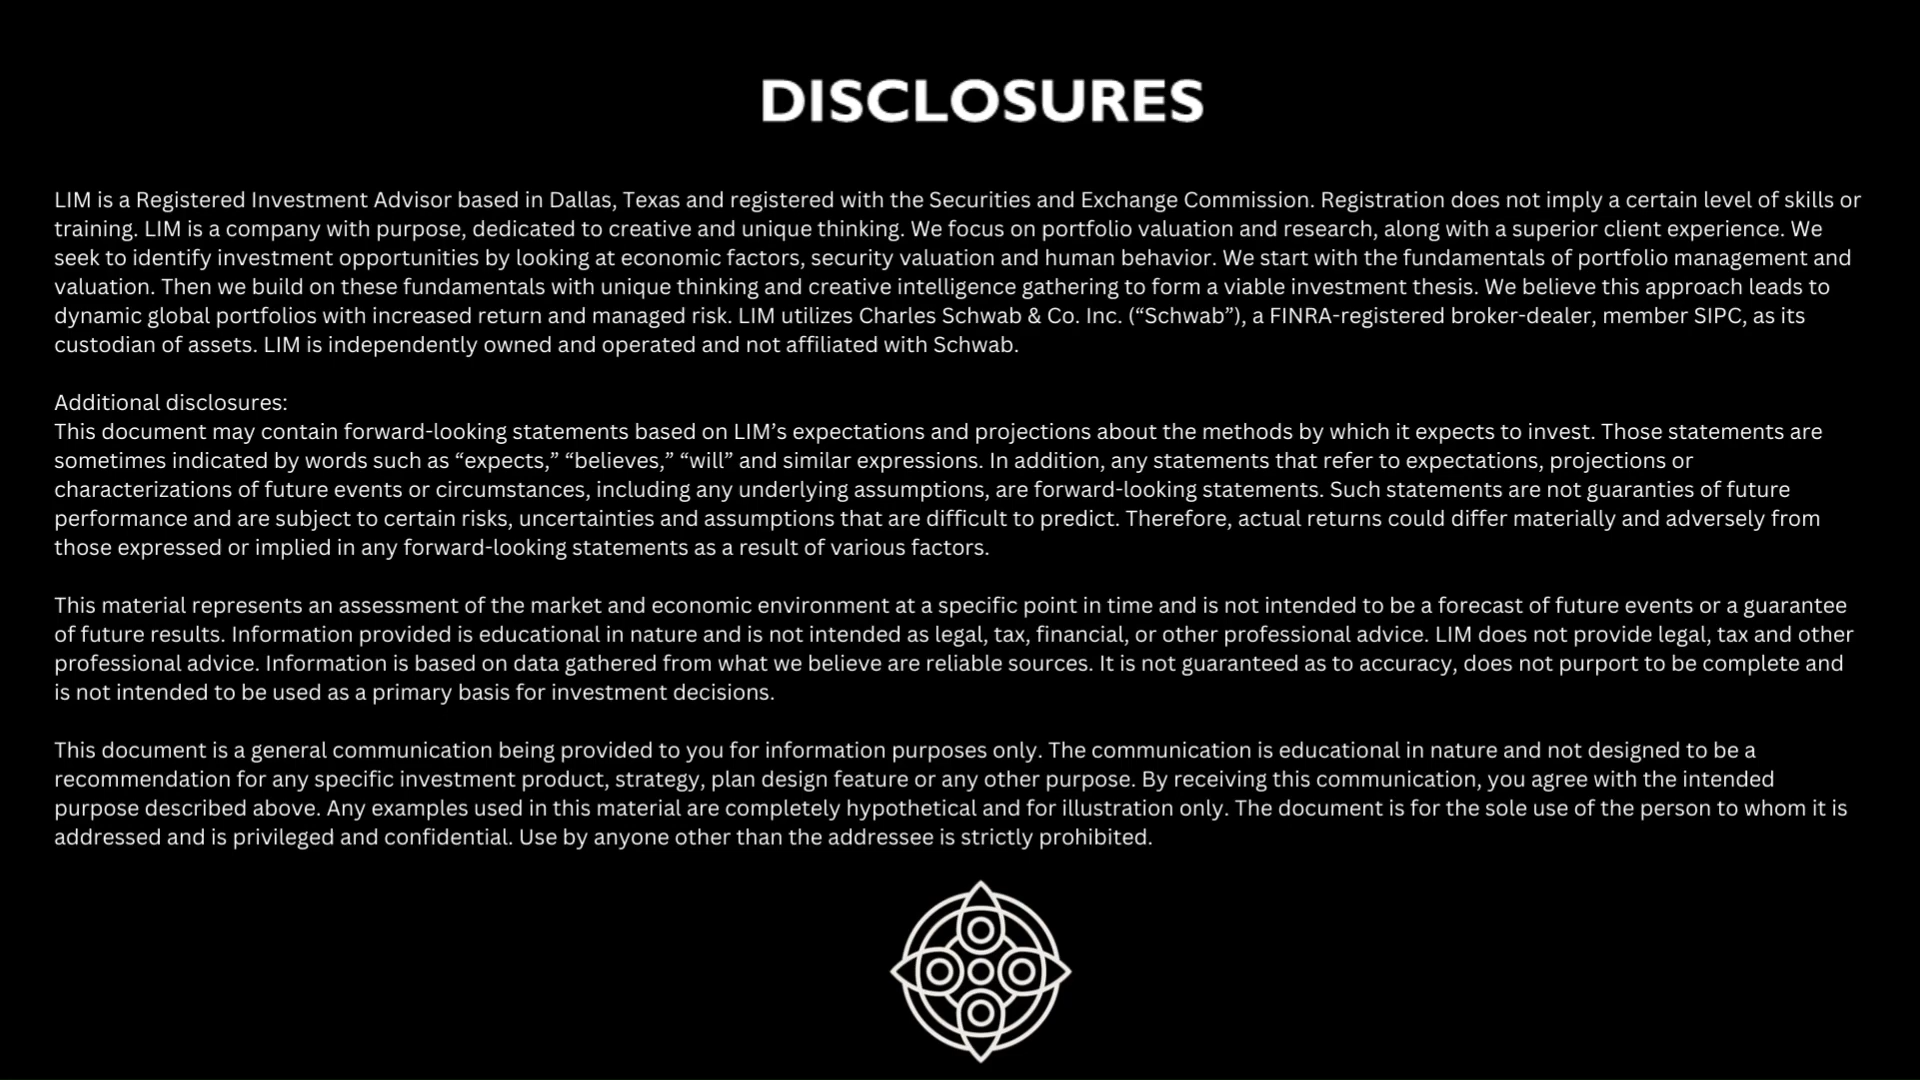 DISCLOSURES
LIM is a Registered Investment Advisor based in Dallas, Texas and registered with the Securities and Exchange Commission. Registration does not imply a certain level of skills or
training. LIM is a company with purpose, dedicated to creative and unique thinking. We focus on portfolio valuation and research, along with a superior client experience. We
seek to identify investment opportunities by looking at economic factors, security valuation and human behavior. We start with the fundamentals of portfolio management and
valuation. Then we build on these fundamentals with unique thinking and creative intelligence gathering to form a viable investment thesis. We believe this approach leads to
dynamic global portfolios with increased return and managed risk. LIM utilizes Charles Schwab & Co. Inc. (“Schwab”), a FINRA-registered broker-dealer, member SIPC, as its
custodian of assets. LIM is independently owned and operated and not affiliated with Schwab.
Additional disclosures:
This document may contain forward-looking statements based on LIM’s expectations and projections about the methods by which it expects to invest. Those statements are
sometimes indicated by words such as “expects,” “believes,” “will” and similar expressions. In addition, any statements that refer to expectations, projections or
characterizations of future events or circumstances, including any underlying assumptions, are forward-looking statements. Such statements are not guaranties of future
performance and are subject to certain risks, uncertainties and assumptions that are difficult to predict. Therefore, actual returns could differ materially and adversely from
those expressed or implied in any forward-looking statements as a result of various factors.
This material represents an assessment of the market and economic environment at a specific point in time and is not intended to be a forecast of future events or a guarantee
of future results. Information provided is educational in nature and is not intended as legal, tax, financial, or other professional advice. LIM does not provide legal, tax and other
professional advice. Information is based on data gathered from what we believe are reliable sources. It is not guaranteed as to accuracy, does not purport to be complete and
is not intended to be used as a primary basis for investment decisions.
This document is a general communication being provided to you for information purposes only. The communication is educational in nature and not designed to be a
recommendation for any specific investment product, strategy, plan design feature or any other purpose. By receiving this communication, you agree with the intended
purpose described above. Any examples used in this material are completely hypothetical and for illustration only. The document is for the sole use of the person to whom it is
addressed and is privileged and confidential. Use by anyone other than the addressee is strictly prohibited.